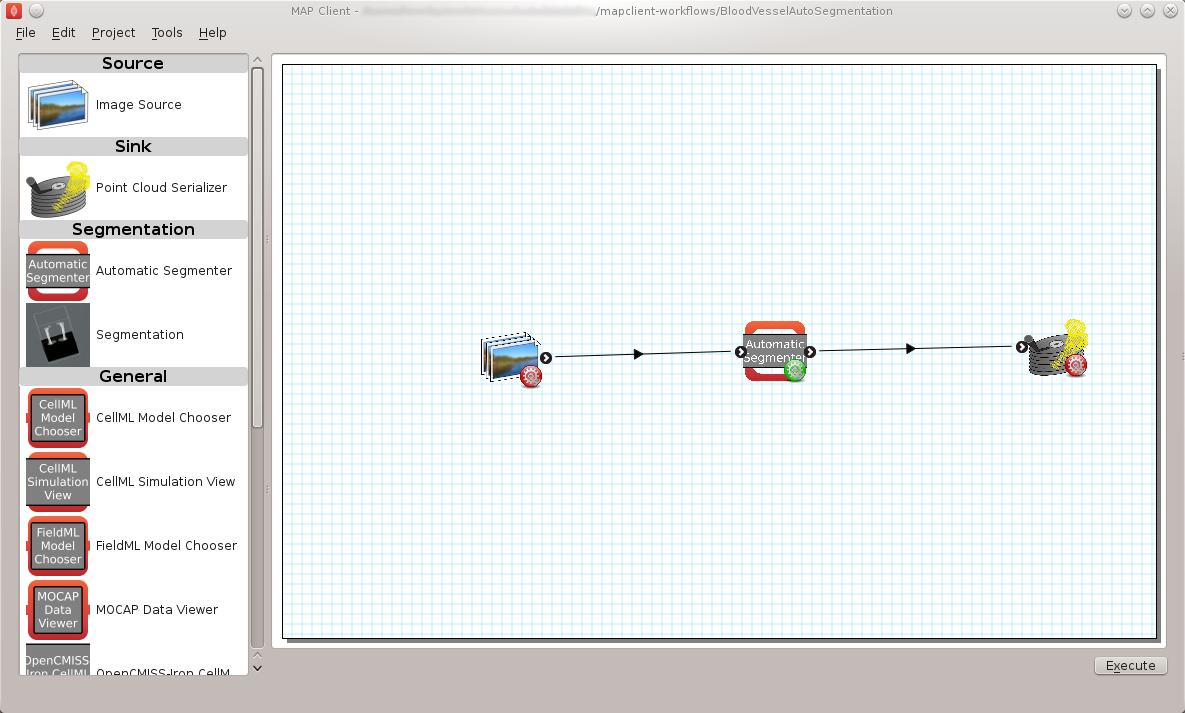 MAP Client - /mapclient-workflows/BloodVesselAutoSegmentation
File Edit Project Tools Help
Source
Image Source
Sink
Point Cloud Serializer
Segmentation
Automatic
Segmenter
Automatic Segmenter
Segmentation
General
CellML
Model
Chooser
CellML Model Chooser
CellML
Simulation
View
CellML Simulation View
FieldML
Model
Chooser
FieldML Model Chooser
MOCAP
Data
Viewer
MOCAP Data Viewer
OpenCMISS
Iron CellML
OpenCMISS-Iron CellM
Automatic
Segmenter
Execute